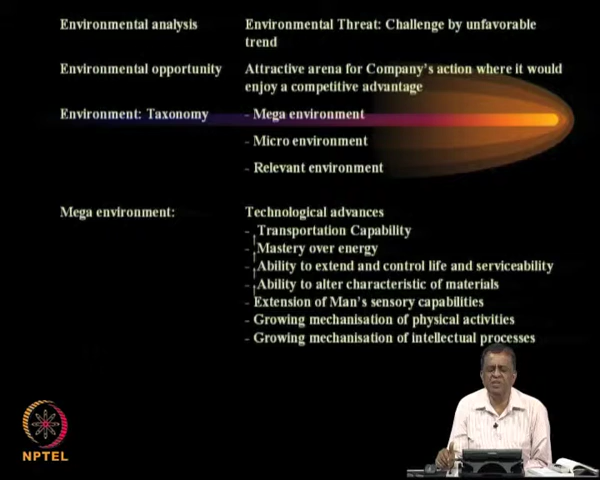 Environmental analysis
Environmental Threat: Challenge by unfavorable
trend
Environmental opportunity
Attractive arena for Company's action where it would
enjoy a competitive advantage
Environment: Taxonomy
- Mega environment
- Micro environment
- Relevant environment
Mega environment:
Technological advances
- Transportation Capability
- Mastery over energy
- Ability to extend and control life and serviceability
- Ability to alter characteristic of materials
- Extension of Man's sensory capabilities
- Growing mechanisation of physical activities
- Growing mechanisation of intellectual processes
NPTEL